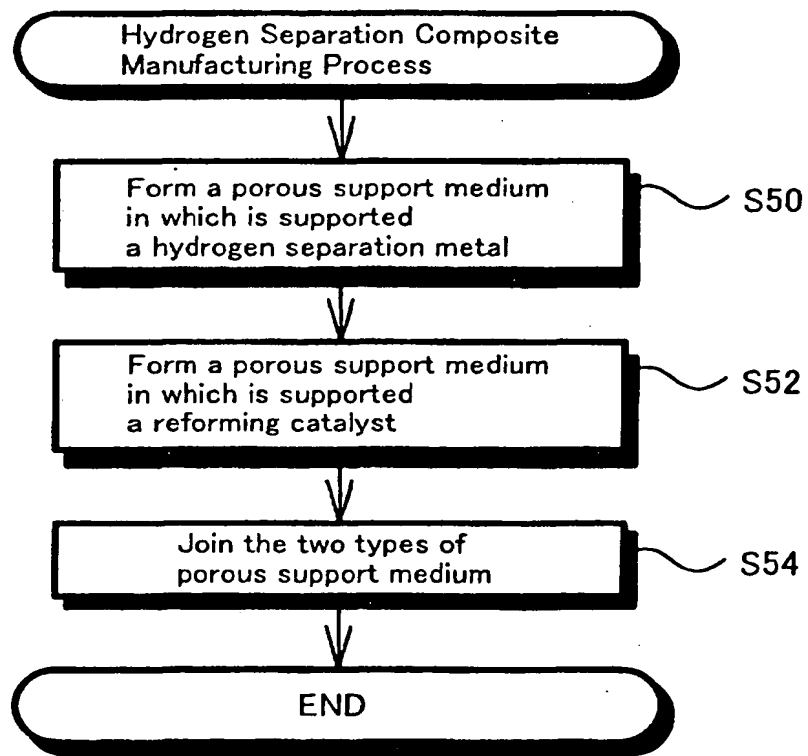 Hydrogen Separation Composite
Manufacturing Process
Form a porous support medium
in which is supported
a hydrogen separation metal
S50
Form a porous support medium
in which is supported
a reforming catalyst
S52
Join the two types of
porous support medium
S54
END